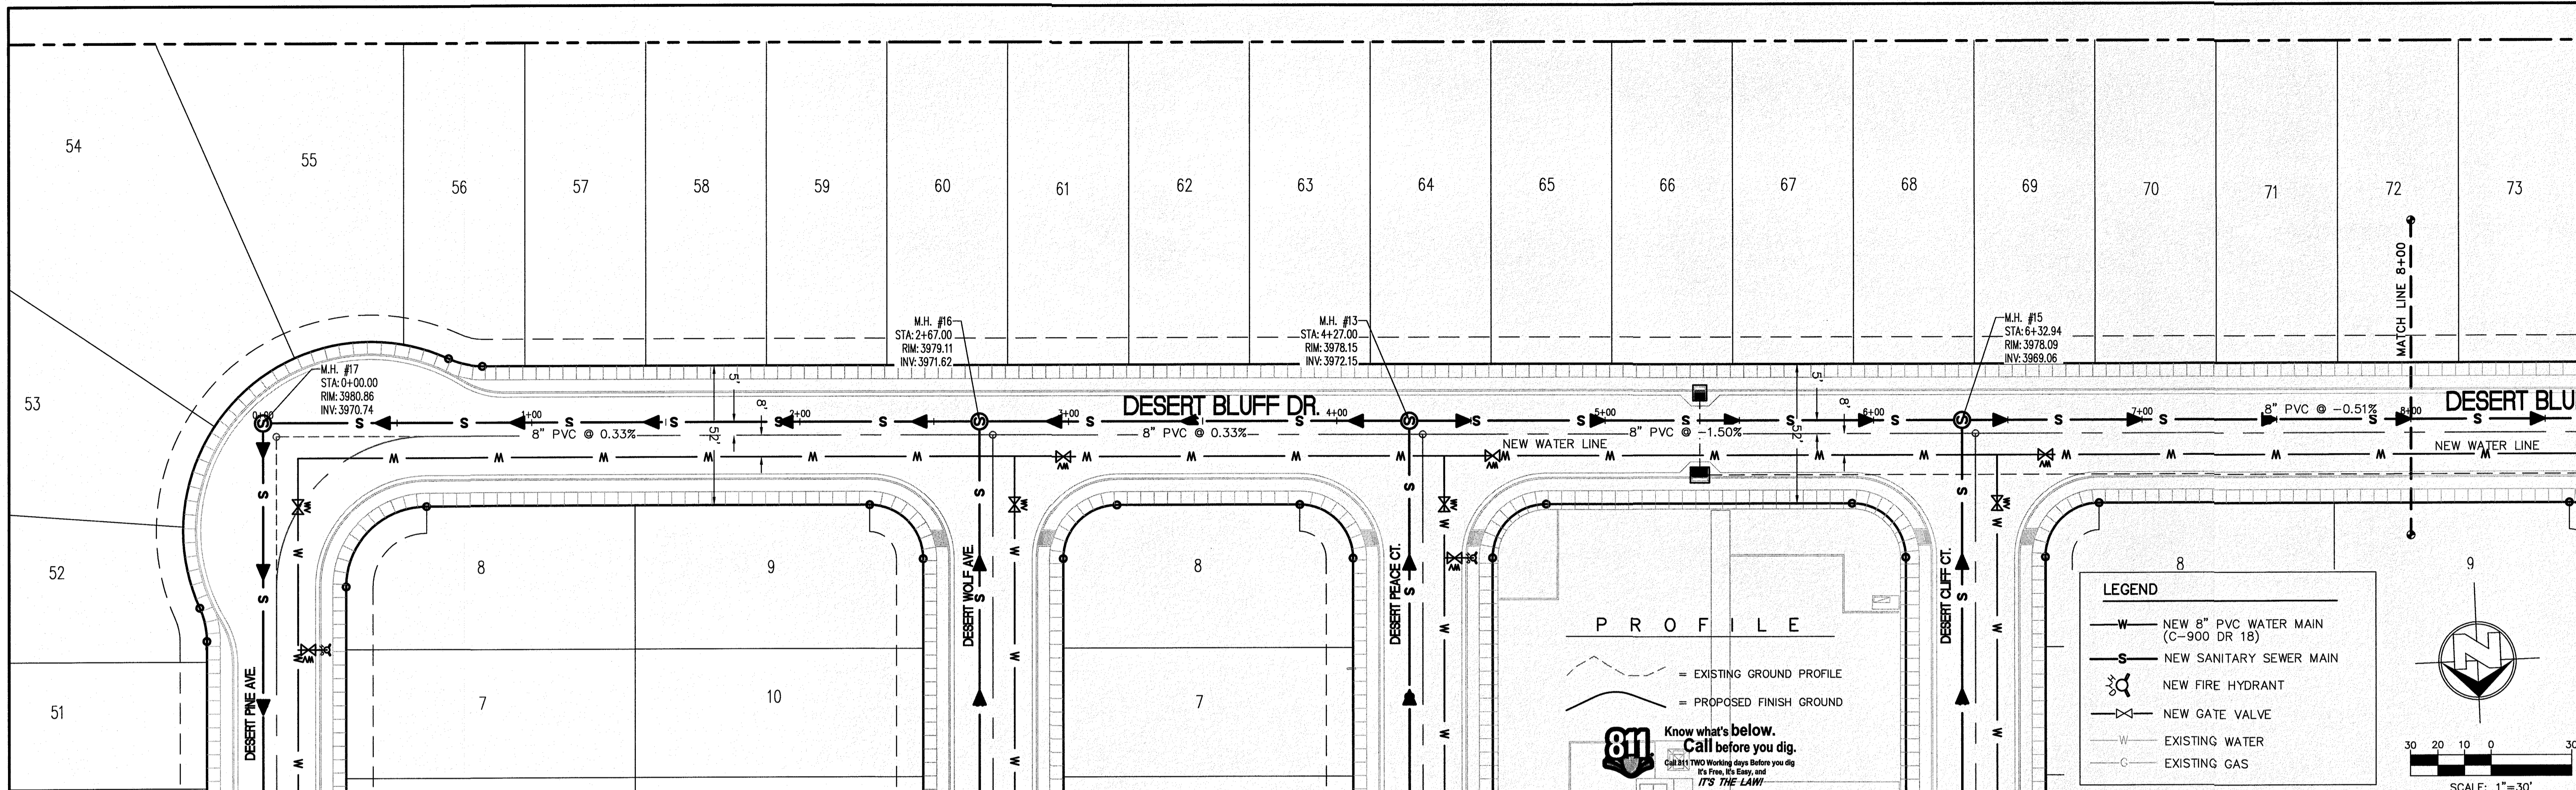 54
55
56
57
58
59
60
61
62
63
64
65
66
67
68
69
70
71
72
73
53
52
51
M.H. #17
STA: 0+00.00
RIM: 3980.86
INV: 3970.74
M.H. #16
STA: 2+67.00
RIM: 3979.11
INV: 3971.62
M.H. #13
STA: 4+27.00
RIM: 3978.15
INV: 3972.15
M.H. #15
STA: 6+32.94
RIM: 3978.09
INV: 3969.06
MATCH LINE 8+00
DESERT BLUFF DR.
DESERT BLU
0+00
1+00
2+00
3+00
4+00
5+00
6+00
7+00
8+00
8" PVC @ 0.33%
8" PVC @ 0.33%
8" PVC @ -1.50%
8" PVC @ -0.51%
NEW WATER LINE
NEW WATER LINE
5'
8'
52'
5'
8'
52'
DESERT PINE AVE.
DESERT WOLF AVE.
DESERT PEACE CT.
DESERT CLIFF CT.
8
9
8
8
9
7
10
7
PROFILE
= EXISTING GROUND PROFILE
= PROPOSED FINISH GROUND
811
Know what's below.
Call before you dig.
Call 811 TWO Working days Before you dig
It's Free, It's Easy, and
IT'S THE LAW!
LEGEND
W NEW 8" PVC WATER MAIN
(C-900 DR 18)
S NEW SANITARY SEWER MAIN
NEW FIRE HYDRANT
NEW GATE VALVE
W EXISTING WATER
G EXISTING GAS
N
30 20 10 0 30
SCALE: 1"=30'